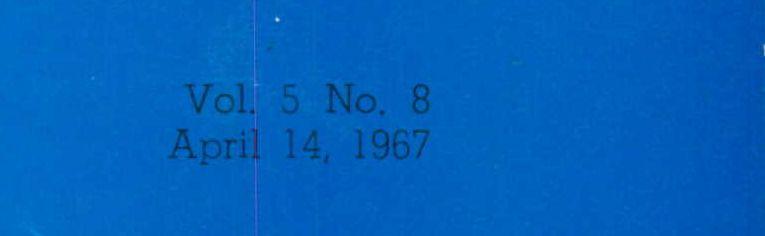 Vol. 5 No. 8
April 14, 1967